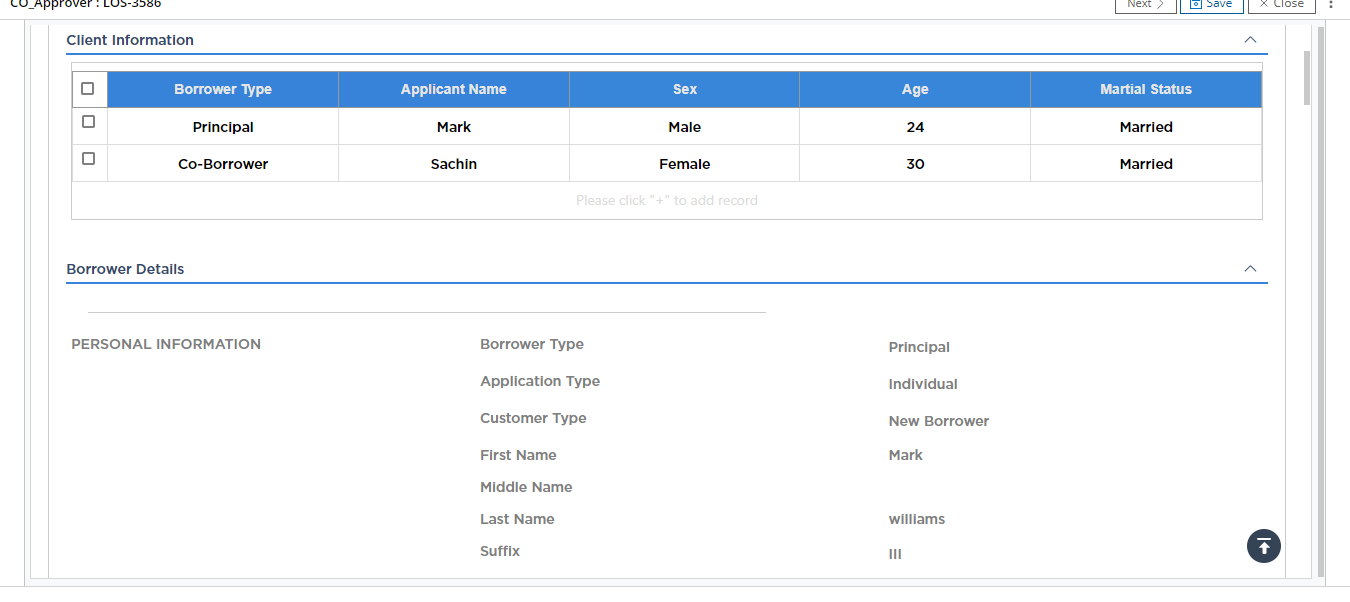 CO_Approver : LOS-3586 Next Save Close
Client Information
Borrower Type Applicant Name Sex Age Martial Status
Principal Mark Male 24 Married
Co-Borrower Sachin Female 30 Married
Please click "+" to add record
Borrower Details
PERSONAL INFORMATION Borrower Type Principal
Application Type Individual
Customer Type New Borrower
First Name Mark
Middle Name
Last Name williams
Suffix III